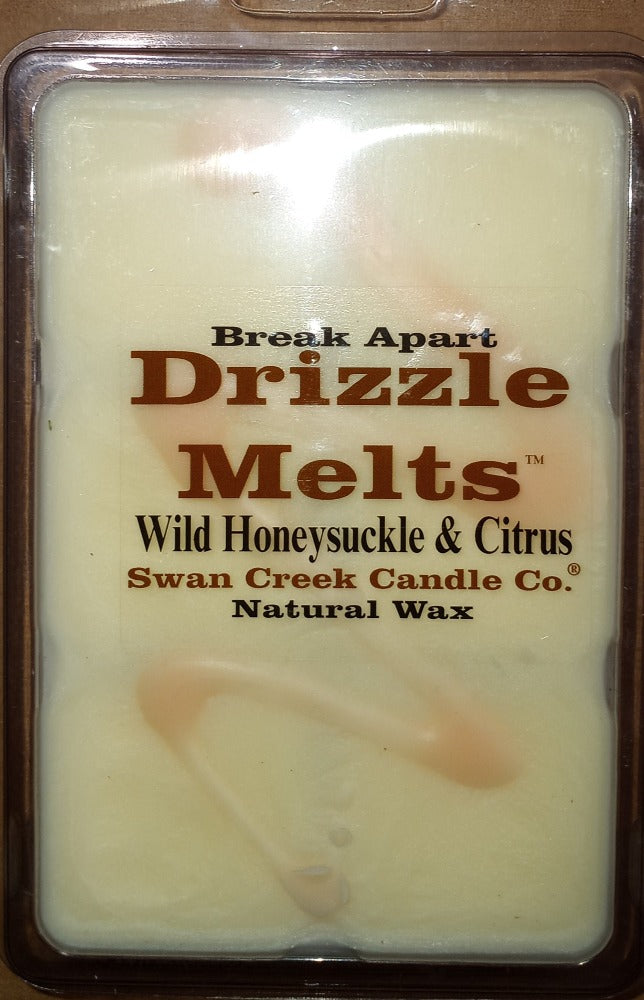 Break Apart
Drizzle
Melts™
Wild Honeysuckle & Citrus
Swan Creek Candle Co.®
Natural Wax